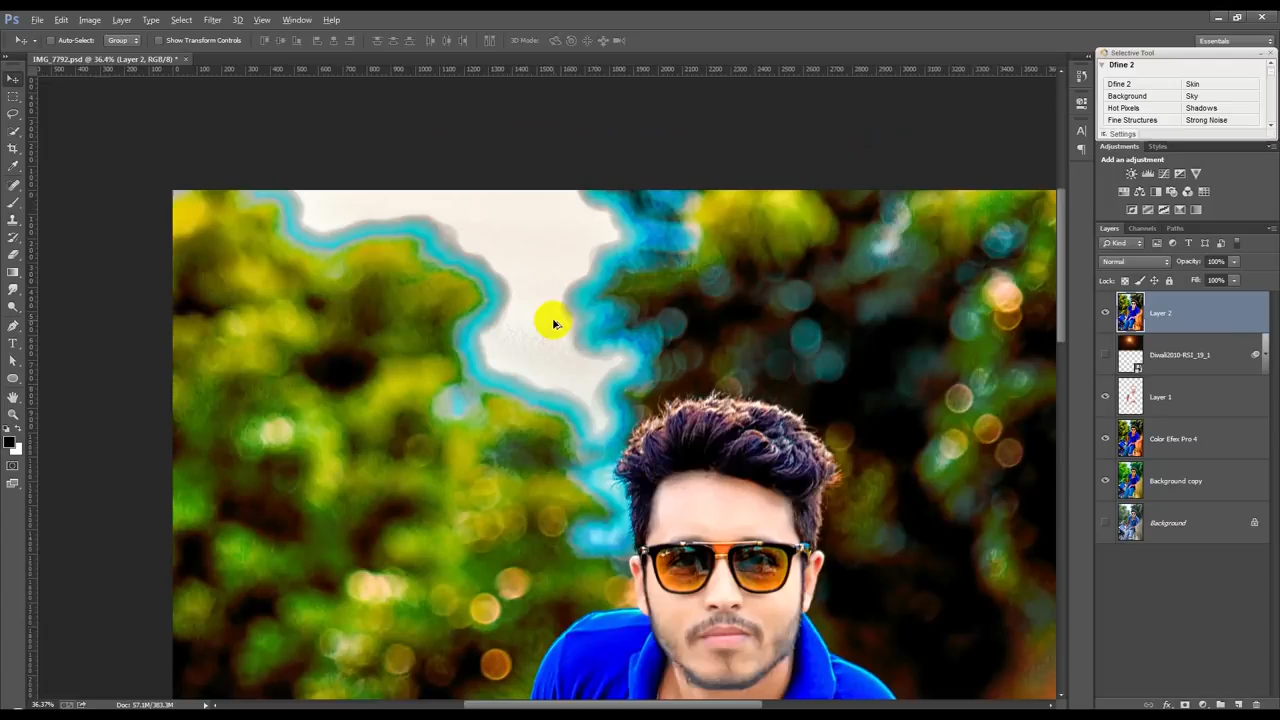 Ps File Edit Image Layer Type Select Filter 3D View Window Help
Auto-Select: Group Show Transform Controls 3D Mode: Essentials
IMG_7792.psd @ 36.4% (Layer 2, RGB/8) * ×
Selective Tool
Dfine 2
Dfine 2 Skin
Background Sky
Hot Pixels Shadows
Fine Structures Strong Noise
Settings
Adjustments Styles
Add an adjustment
Layers Channels Paths
Kind
Normal Opacity: 100%
Lock: Fill: 100%
Layer 2
Diwali2010-RSI_19_1
Layer 1
Color Efex Pro 4
Background copy
Background
36.37% Doc: 57.1M/383.3M